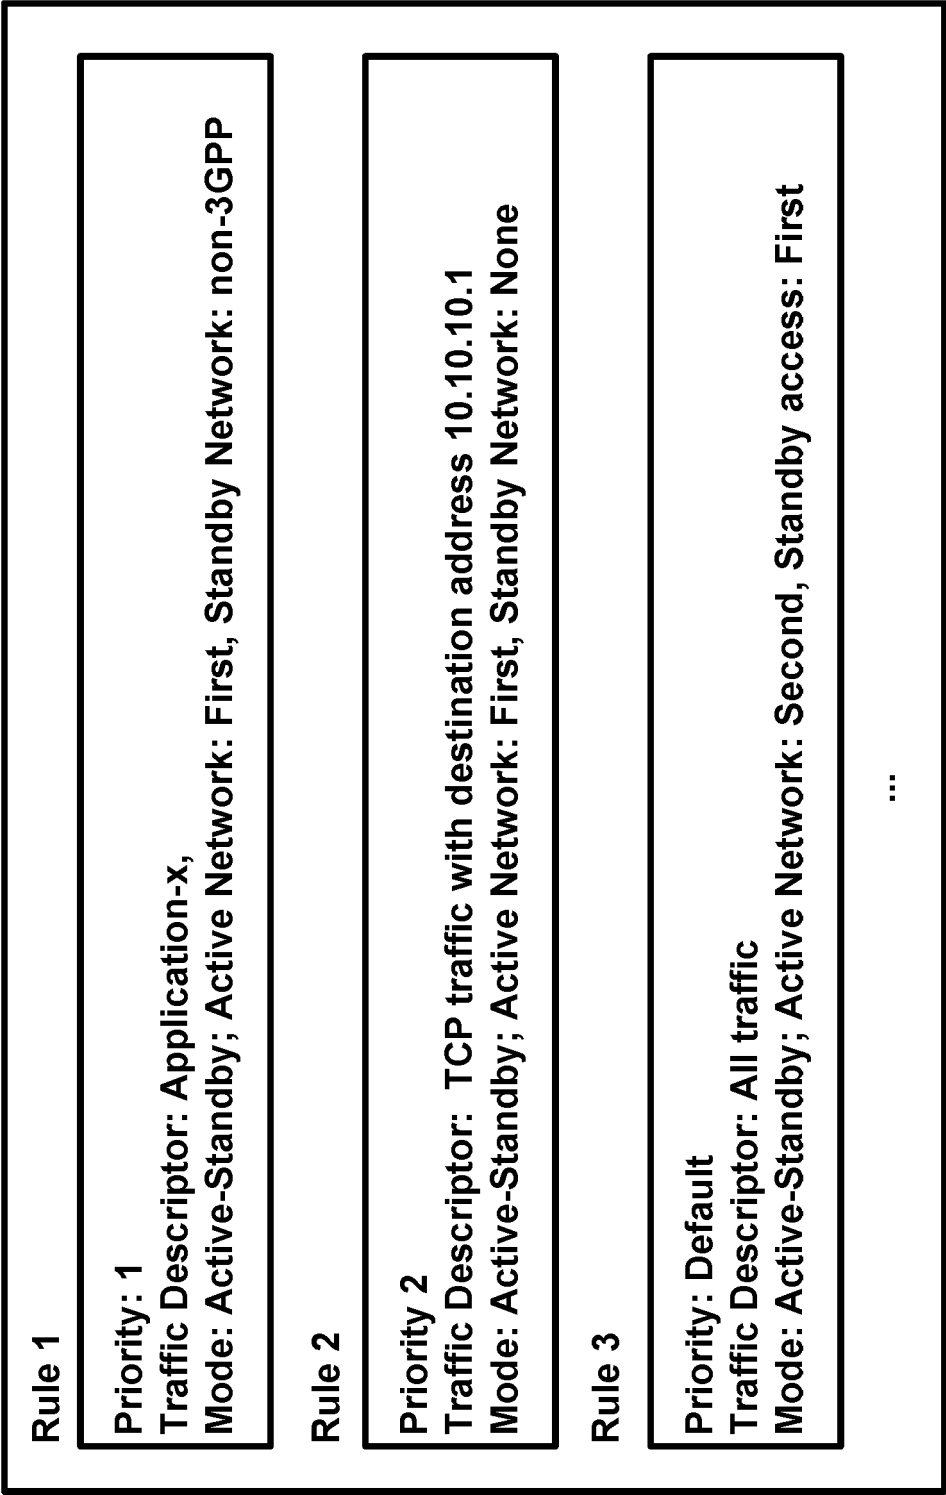 Rule 1
Priority: 1
Traffic Descriptor: Application-x,
Mode: Active-Standby; Active Network: First, Standby Network: non-3GPP
Rule 2
Priority 2
Traffic Descriptor:  TCP traffic with destination address 10.10.10.1
Mode: Active-Standby; Active Network: First, Standby Network: None
Rule 3
Priority: Default
Traffic Descriptor: All traffic
Mode: Active-Standby; Active Network: Second, Standby access: First
...